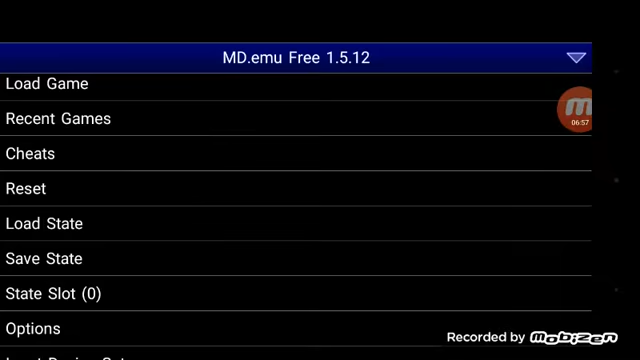 MD.emu Free 1.5.12
Load Game
Recent Games
06:57
Cheats
Reset
Load State
Save State
State Slot (0)
Options
Recorded by mobizen